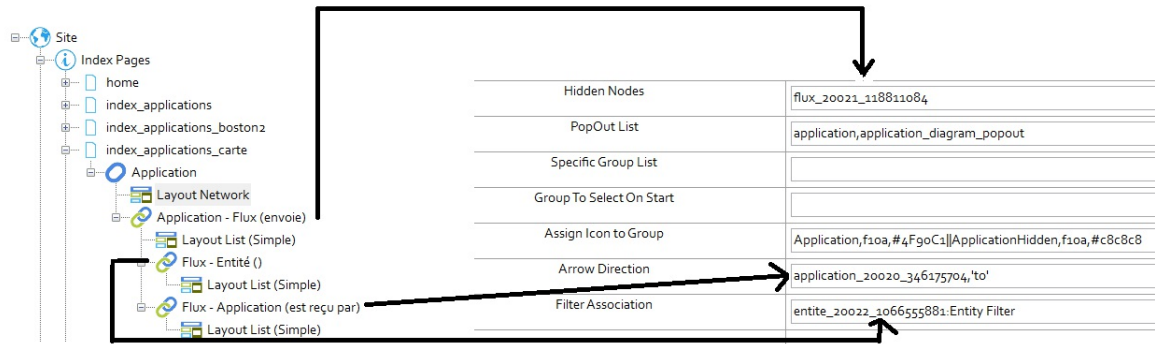 Site
Index Pages
home
index_applications
index_applications_boston2
index_applications_carte
Application
Layout Network
Application - Flux (envoie)
Layout List (Simple)
Flux - Entité ()
Layout List (Simple)
Flux - Application (est reçu par)
Layout List (Simple)
Hidden Nodes
flux_20021_118811084
PopOut List
application,application_diagram_popout
Specific Group List
Group To Select On Start
Assign Icon to Group
Application,f10a,#4F90C1||ApplicationHidden,f10a,#c8c8c8
Arrow Direction
application_20020_346175704,'to'
Filter Association
entite_20022_1066555881:Entity Filter